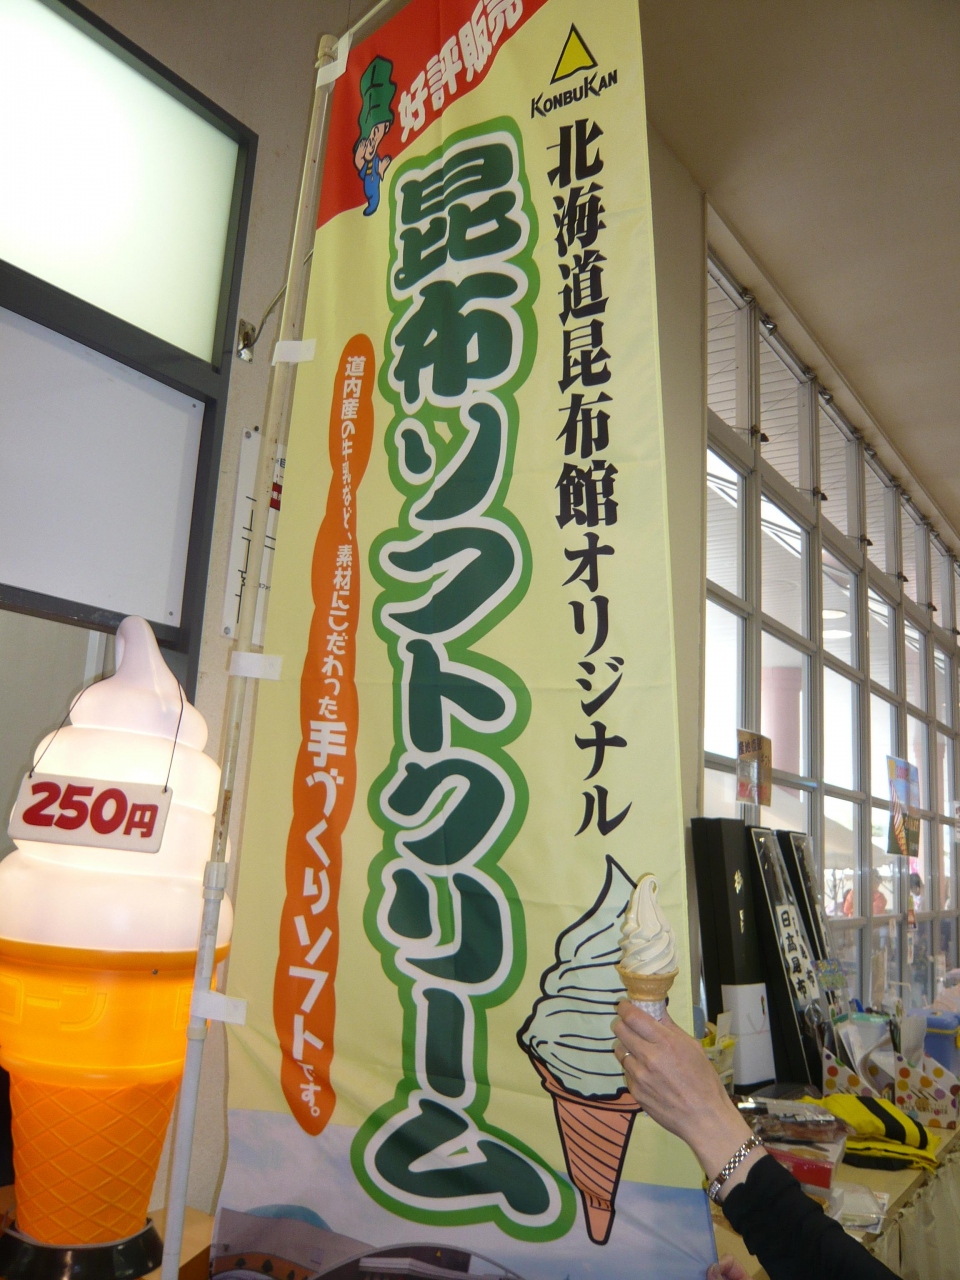 好評販売
KONBUKAN
北海道昆布館オリジナル
昆布ソフトクリーム
道内産の牛乳など、素材にこだわった手づくりソフトです。
250円
日高昆布